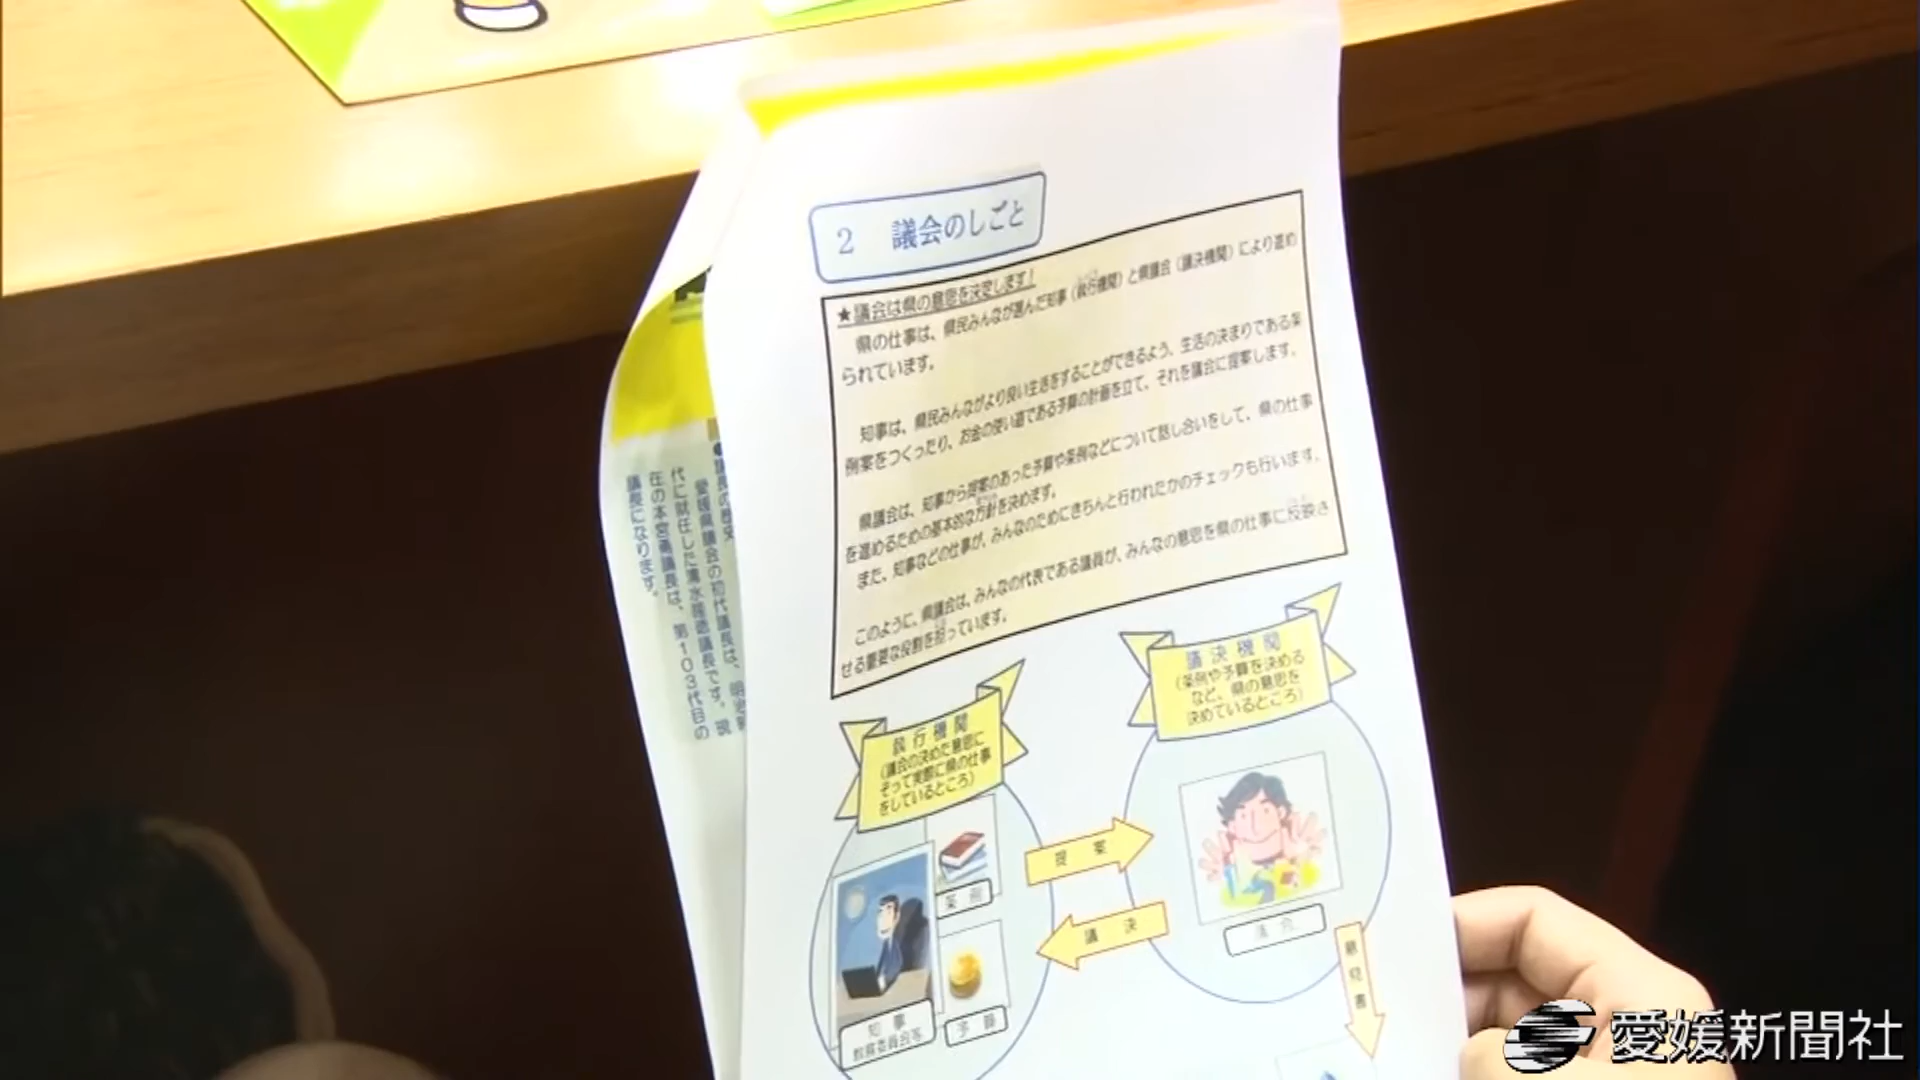 2 議会のしごと
★議会は県の意思を決定します！
県の仕事は、県民みんなが選んだ知事（執行機関）と県議会（議決機関）により進め
られています。
知事は、県民みんながより良い生活をすることができるよう、生活の決まりである条
例案をつくったり、お金の使い道である予算の計画を立て、それを議会に提案します。
県議会は、知事から提案のあった予算や条例などについて話し合いをして、県の仕事
を進めるための基本的な方針を決めます。
また、知事などの仕事が、みんなのためにきちんと行われたかのチェックも行います。
このように、県議会は、みんなの代表である議員が、みんなの意思を県の仕事に反映さ
せる重要な役割を担っています。
執行機関
（議会の決めた意思に
そって実際に県の仕事
をしているところ）
議決機関
（条例や予算を決める
など、県の意思を
決めているところ）
条例
提案
議決
議会
知事
教育委員会等
予算
意見書
議長の歴史
愛媛県議会の初代議長は、明治
代に就任した清水隆徳議長です。現
在の本宮勇議長は、第103代目の
議長になります。
愛媛新聞社